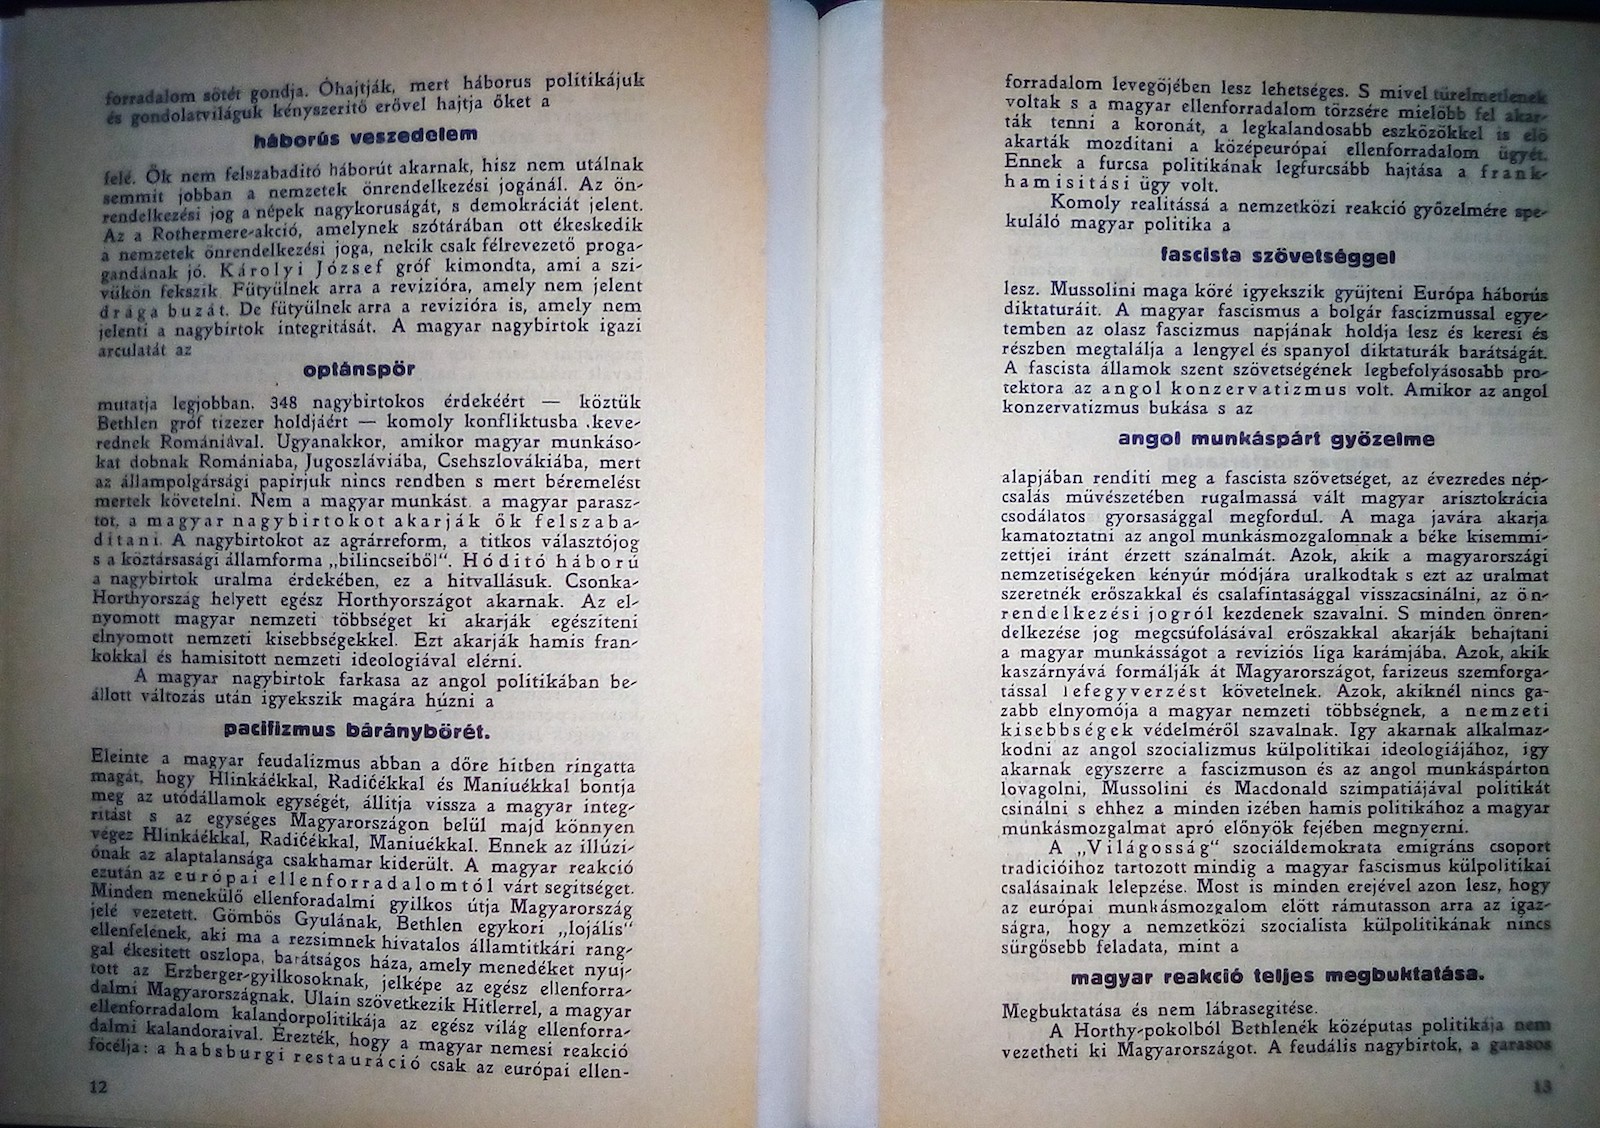 forradalom sötét gondja. Óhajtják, mert háborus politikájuk
és gondolatviláguk kényszeritő erővel hajtja őket a
háborús veszedelem
felé. Ők nem felszabaditó háborút akarnak, hisz nem utálnak
semmit jobban a nemzetek önrendelkezési jogánál. Az ön-
rendelkezési jog a népek nagykoruságát, s demokráciát jelent.
Az a Rothermere-akció, amelynek szótárában ott ékeskedik
a nemzetek önrendelkezési joga, nekik csak félrevezető proga-
gandának jó. Károlyi József gróf kimondta, ami a szi-
vükön fekszik. Fütyülnek arra a revizióra, amely nem jelent
drága buzát. De fütyülnek arra a revizióra is, amely nem
jelenti a nagybirtok integritását. A magyar nagybirtok igazi
arculatát az
optánspör
mutatja legjobban. 348 nagybirtokos érdekéért — köztük
Bethlen gróf tizezer holdjáért — komoly konfliktusba .keve-
rednek Romániával. Ugyanakkor, amikor magyar munkáso-
kat dobnak Romániaba, Jugoszláviába, Csehszlovákiába, mert
az állampolgársági papirjuk nincs rendben s mert béremelést
mertek követelni. Nem a magyar munkást, a magyar parasz-
tot, a magyar nagybirtokot akarják ők felszaba-
ditani. A nagybirtokot az agrárreform, a titkos választójog
s a köztársasági államforma „bilincseiből“. Hóditó háború
a nagybirtok uralma érdekében, ez a hitvallásuk. Csonka-
Horthyország helyett egész Horthyországot akarnak. Az el-
nyomott magyar nemzeti többséget ki akarják egésziteni
elnyomott nemzeti kisebbségekkel. Ezt akarják hamis fran-
kokkal és hamisitott nemzeti ideologiával elérni.
A magyar nagybirtok farkasa az angol politikában be-
állott változás után igyekszik magára húzni a
pacifizmus báránybőrét.
Eleinte a magyar feudalizmus abban a dőre hitben ringatta
magát, hogy Hlinkáékkal, Radićékkal és Maniuékkal bontja
meg az utódállamok egységét, állitja vissza a magyar integ-
ritást s az egységes Magyarországon belül majd könnyen
végez Hlinkáékkal, Radićékkal, Maniuékkal. Ennek az illúzi-
ónak az alaptalansága csakhamar kiderült. A magyar reakció
ezután az európai ellenforradalomtól várt segitséget.
Minden menekülő ellenforadalmi gyilkos útja Magyarország
felé vezetett. Gömbös Gyulának, Bethlen egykori „lojális“
ellenfelének, aki ma a rezsimnek hivatalos államtitkári rang-
gal ékesitett oszlopa, barátságos háza, amely menedéket nyuj-
tott az Erzberger-gyilkosoknak, jelképe az egész ellenforra-
dalmi Magyarországnak. Ulain szövetkezik Hitlerrel, a magyar
ellenforradalom kalandorpolitikája az egész világ ellenforra-
dalmi kalandoraival. Érezték, hogy a magyar nemesi reakció
főcélja: a habsburgi restauráció csak az európai ellen-
12
forradalom levegőjében lesz lehetséges. S mivel türelmetlenek
voltak s a magyar ellenforradalom törzsére mielőbb fel akar-
ták tenni a koronát, a legkalandosabb eszközökkel is elő
akarták mozditani a középeurópai ellenforradalom ügyét.
Ennek a furcsa politikának legfurcsább hajtása a frank-
hamisitási ügy volt.
Komoly realitássá a nemzetközi reakció győzelmére spe-
kuláló magyar politika a
fascista szövetséggel
lesz. Mussolini maga köré igyekszik gyüjteni Európa háborús
diktaturáit. A magyar fascismus a bolgár fascizmussal egye-
temben az olasz fascizmus napjának holdja lesz és keresi és
részben megtalálja a lengyel és spanyol diktaturák barátságát.
A fascista államok szent szövetségének legbefolyásosabb pro-
tektora az angol konzervatizmus volt. Amikor az angol
konzervatizmus bukása s az
angol munkáspárt győzelme
alapjában renditi meg a fascista szövetséget, az évezredes nép-
csalás müvészetében rugalmassá vált magyar arisztokrácia
csodálatos gyorsasággal megfordul. A maga javára akarja
kamatoztatni az angol munkásmozgalomnak a béke kisemmi-
zettjei iránt érzett szánalmát. Azok, akik a magyarországi
nemzetiségeken kényúr módjára uralkodtak s ezt az uralmat
szeretnék erőszakkal és csalafintasággal visszacsinálni, az ön-
rendelkezési jogról kezdenek szavalni. S minden önren-
delkezése jog megcsúfolásával erőszakkal akarják behajtani
a magyar munkásságot a reviziós liga karámjába. Azok, akik
kaszárnyává formálják át Magyarországot, farizeus szemforga-
tással lefegyverzést követelnek. Azok, akiknél nincs ga-
zabb elnyomója a magyar nemzeti többségnek, a nemzeti
kisebbségek védelméről szavalnak. Igy akarnak alkalmaz-
kodni az angol szocializmus külpolitikai ideologiájához, igy
akarnak egyszerre a fascizmuson és az angol munkáspárton
lovagolni, Mussolini és Macdonald szimpatiájával politikát
csinálni s ehhez a minden izében hamis politikához a magyar
munkásmozgalmat apró előnyök fejében megnyerni.
A „Világosság“ szociáldemokrata emigráns csoport
tradicióihoz tartozott mindig a magyar fascismus külpolitikai
csalásainak lelepzése. Most is minden erejével azon lesz, hogy
az európai munkásmozgalom előtt rámutasson arra az igaz-
ságra, hogy a nemzetközi szocialista külpolitikának nincs
sürgősebb feladata, mint a
magyar reakció teljes megbuktatása.
Megbuktatása és nem lábrasegitése.
A Horthy-pokolból Bethlenék középutas politikája nem
vezetheti ki Magyarországot. A feudális nagybirtok, a garasos
13